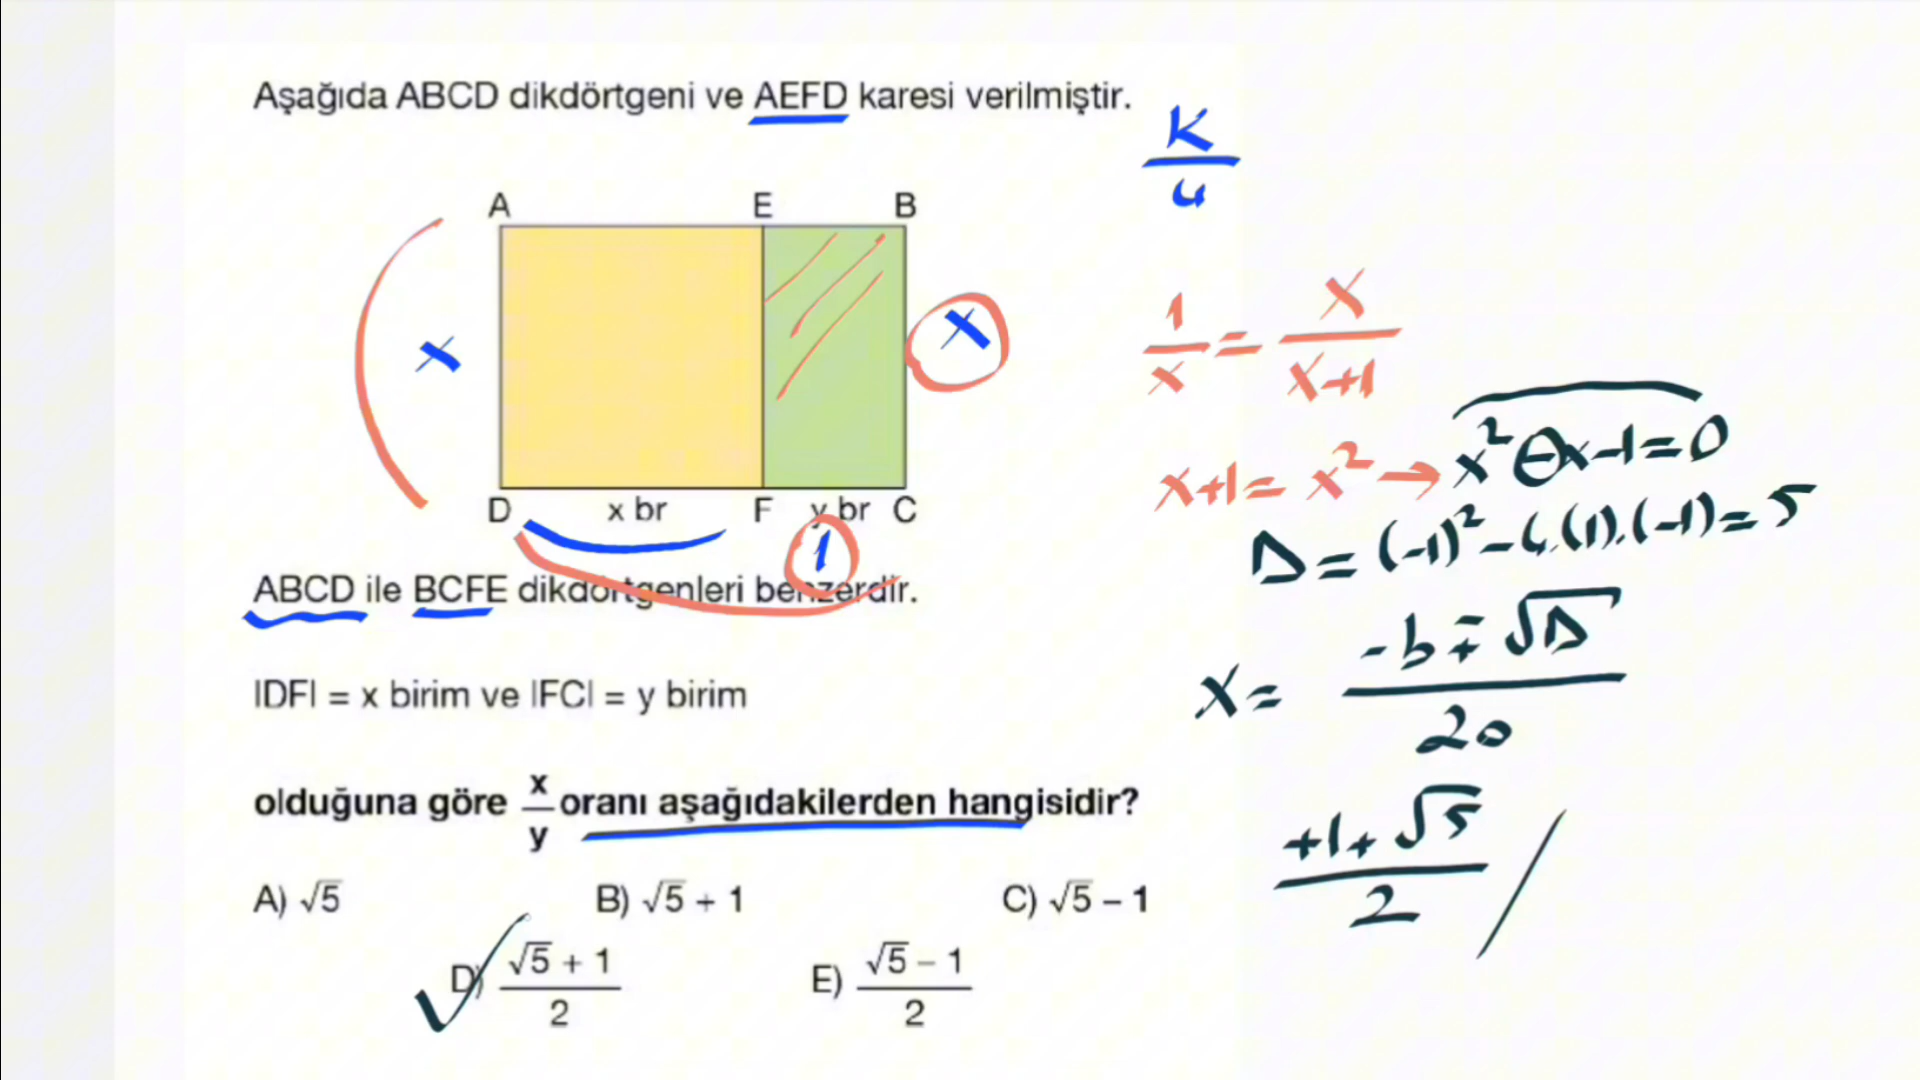 Aşağıda ABCD dikdörtgeni ve AEFD karesi verilmiştir.
K
u
A E B
x
x
D x br F y br C
1
ABCD ile BCFE dikdörtgenleri benzerdir.
|DF| = x birim ve |FC| = y birim
olduğuna göre x/y oranı aşağıdakilerden hangisidir?
A) √5 B) √5 + 1 C) √5 – 1
D) (√5 + 1)/2 E) (√5 – 1)/2
1/x = x/(x+1)
x+1 = x² → x²-x-1=0
Δ = (-1)² - 4.(1).(-1) = 5
x = (-b ∓ √Δ)/2a
(+1+√5)/2